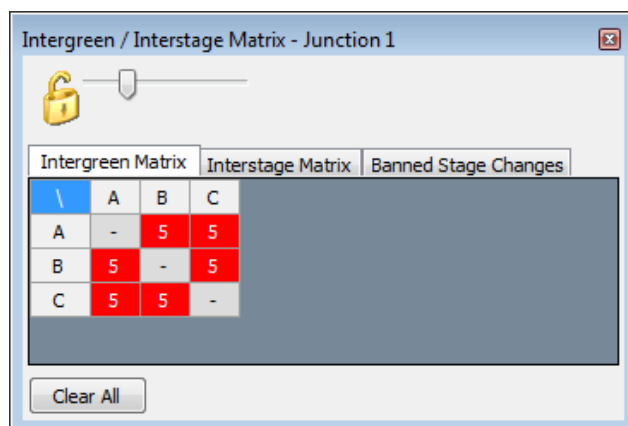 Intergreen / Interstage Matrix - Junction 1
Intergreen Matrix Interstage Matrix Banned Stage Changes
\ A B C
A - 5 5
B 5 - 5
C 5 5 -
Clear All